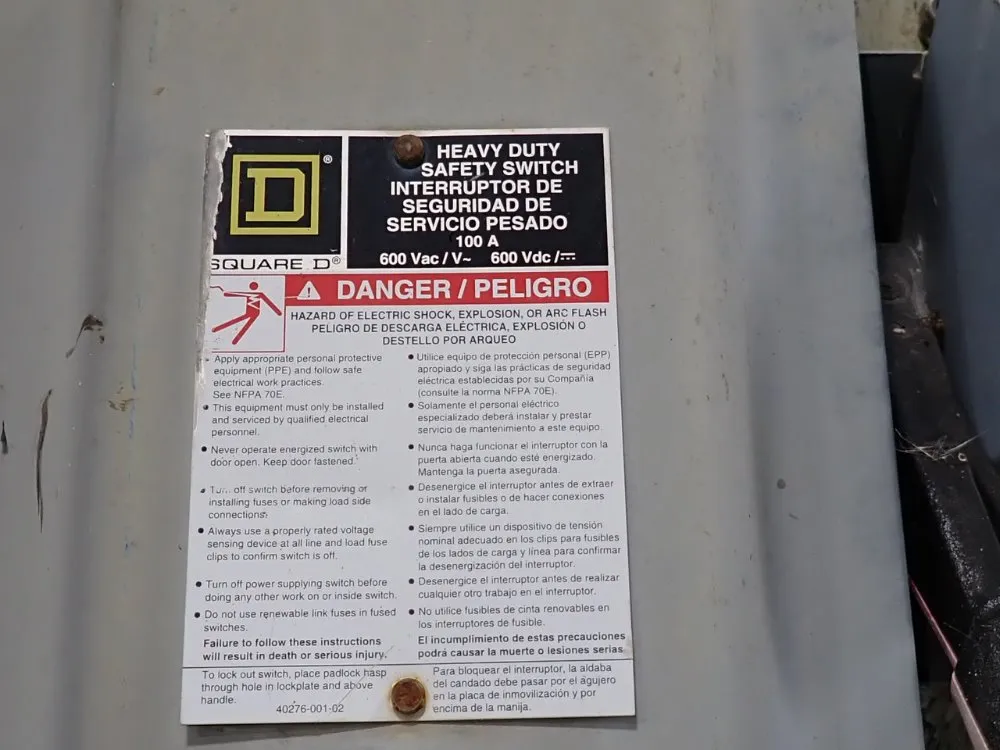 D®
SQUARE D®
HEAVY DUTY
SAFETY SWITCH
INTERRUPTOR DE
SEGURIDAD DE
SERVICIO PESADO
100 A
600 Vac / V~ 600 Vdc /⎓
⚠ DANGER / PELIGRO
HAZARD OF ELECTRIC SHOCK, EXPLOSION, OR ARC FLASH
PELIGRO DE DESCARGA ELÉCTRICA, EXPLOSIÓN O
DESTELLO POR ARQUEO
• Apply appropriate personal protective
equipment (PPE) and follow safe
electrical work practices.
See NFPA 70E.
• This equipment must only be installed
and serviced by qualified electrical
personnel.
• Never operate energized switch with
door open. Keep door fastened.
• Turn off switch before removing or
installing fuses or making load side
connections.
• Always use a properly rated voltage
sensing device at all line and load fuse
clips to confirm switch is off.
• Turn off power supplying switch before
doing any other work on or inside switch.
• Do not use renewable link fuses in fused
switches.
Failure to follow these instructions
will result in death or serious injury.
• Utilice equipo de protección personal (EPP)
apropiado y siga las prácticas de seguridad
eléctrica establecidas por su Compañia
(consulte la norma NFPA 70E).
• Solamente el personal eléctrico
especializado deberá instalar y prestar
servicio de mantenimiento a este equipo.
• Nunca haga funcionar el interruptor con la
puerta abierta cuando esté energizado.
Mantenga la puerta asegurada.
• Desenergice el interruptor antes de extraer
o instalar fusibles o de hacer conexiones
en el lado de carga.
• Siempre utilice un dispositivo de tensión
nominal adecuado en los clips para fusibles
de los lados de carga y línea para confirmar
la desenergización del interruptor.
• Desenergice el interruptor antes de realizar
cualquier otro trabajo en el interruptor.
• No utilice fusibles de cinta renovables en
los interruptores de fusible.
El incumplimiento de estas precauciones
podrá causar la muerte o lesiones serias
To lock out switch, place padlock hasp
through hole in lockplate and above
handle.
40276-001-02
Para bloquear el interruptor, la aldaba
del candado debe pasar por el agujero
en la placa de inmovilización y por
encima de la manija.